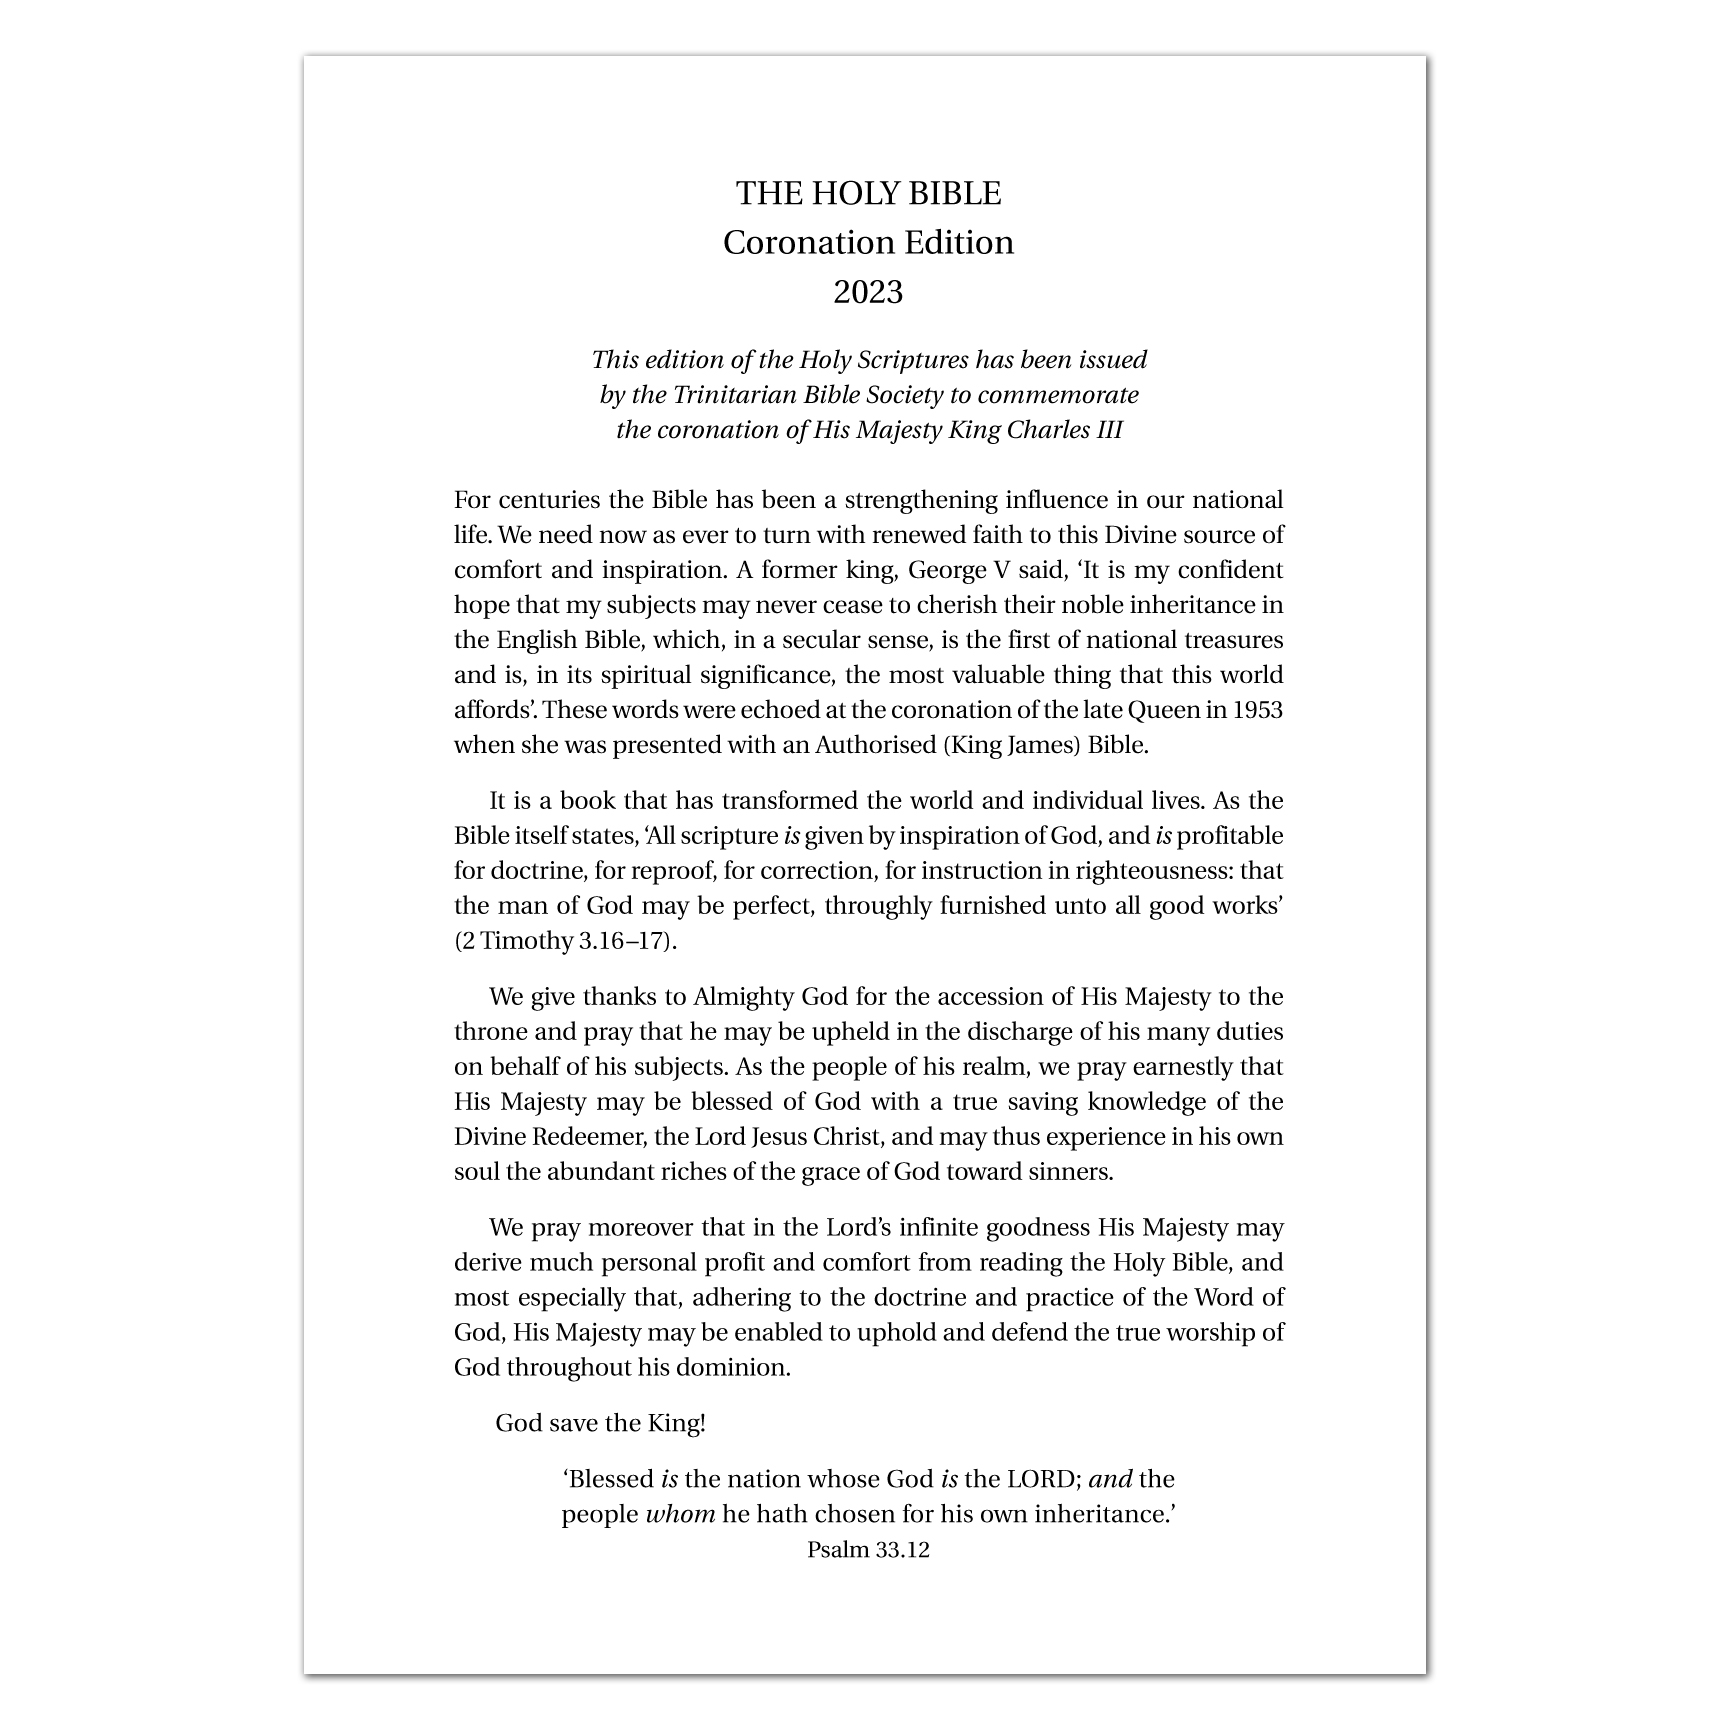 THE HOLY BIBLE
Coronation Edition
2023
This edition of the Holy Scriptures has been issued
by the Trinitarian Bible Society to commemorate
the coronation of His Majesty King Charles III
For centuries the Bible has been a strengthening influence in our national
life. We need now as ever to turn with renewed faith to this Divine source of
comfort and inspiration. A former king, George V said, ‘It is my confident
hope that my subjects may never cease to cherish their noble inheritance in
the English Bible, which, in a secular sense, is the first of national treasures
and is, in its spiritual significance, the most valuable thing that this world
affords’. These words were echoed at the coronation of the late Queen in 1953
when she was presented with an Authorised (King James) Bible.
It is a book that has transformed the world and individual lives. As the
Bible itself states, ‘All scripture is given by inspiration of God, and is profitable
for doctrine, for reproof, for correction, for instruction in righteousness: that
the man of God may be perfect, throughly furnished unto all good works’
(2 Timothy 3.16–17).
We give thanks to Almighty God for the accession of His Majesty to the
throne and pray that he may be upheld in the discharge of his many duties
on behalf of his subjects. As the people of his realm, we pray earnestly that
His Majesty may be blessed of God with a true saving knowledge of the
Divine Redeemer, the Lord Jesus Christ, and may thus experience in his own
soul the abundant riches of the grace of God toward sinners.
We pray moreover that in the Lord’s infinite goodness His Majesty may
derive much personal profit and comfort from reading the Holy Bible, and
most especially that, adhering to the doctrine and practice of the Word of
God, His Majesty may be enabled to uphold and defend the true worship of
God throughout his dominion.
God save the King!
‘Blessed is the nation whose God is the LORD; and the
people whom he hath chosen for his own inheritance.’
Psalm 33.12